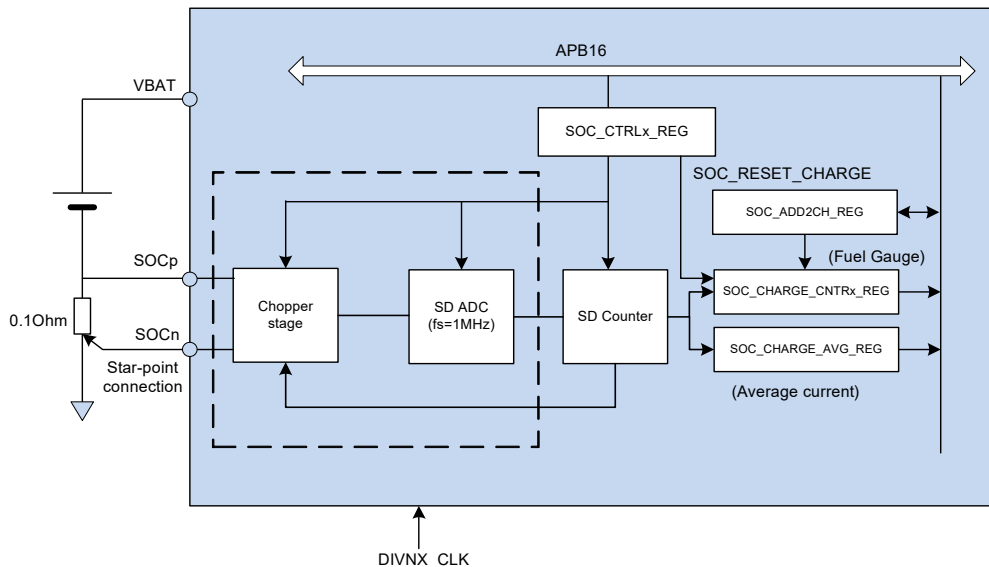 APB16
VBAT
SOC_CTRLx_REG
SOC_RESET_CHARGE
SOC_ADD2CH_REG
(Fuel Gauge)
SOCp
Chopper
stage
SD ADC
(fs=1MHz)
SD Counter
SOC_CHARGE_CNTRx_REG
0.1Ohm
SOCn
SOC_CHARGE_AVG_REG
Star-point
connection
(Average current)
DIVNX_CLK